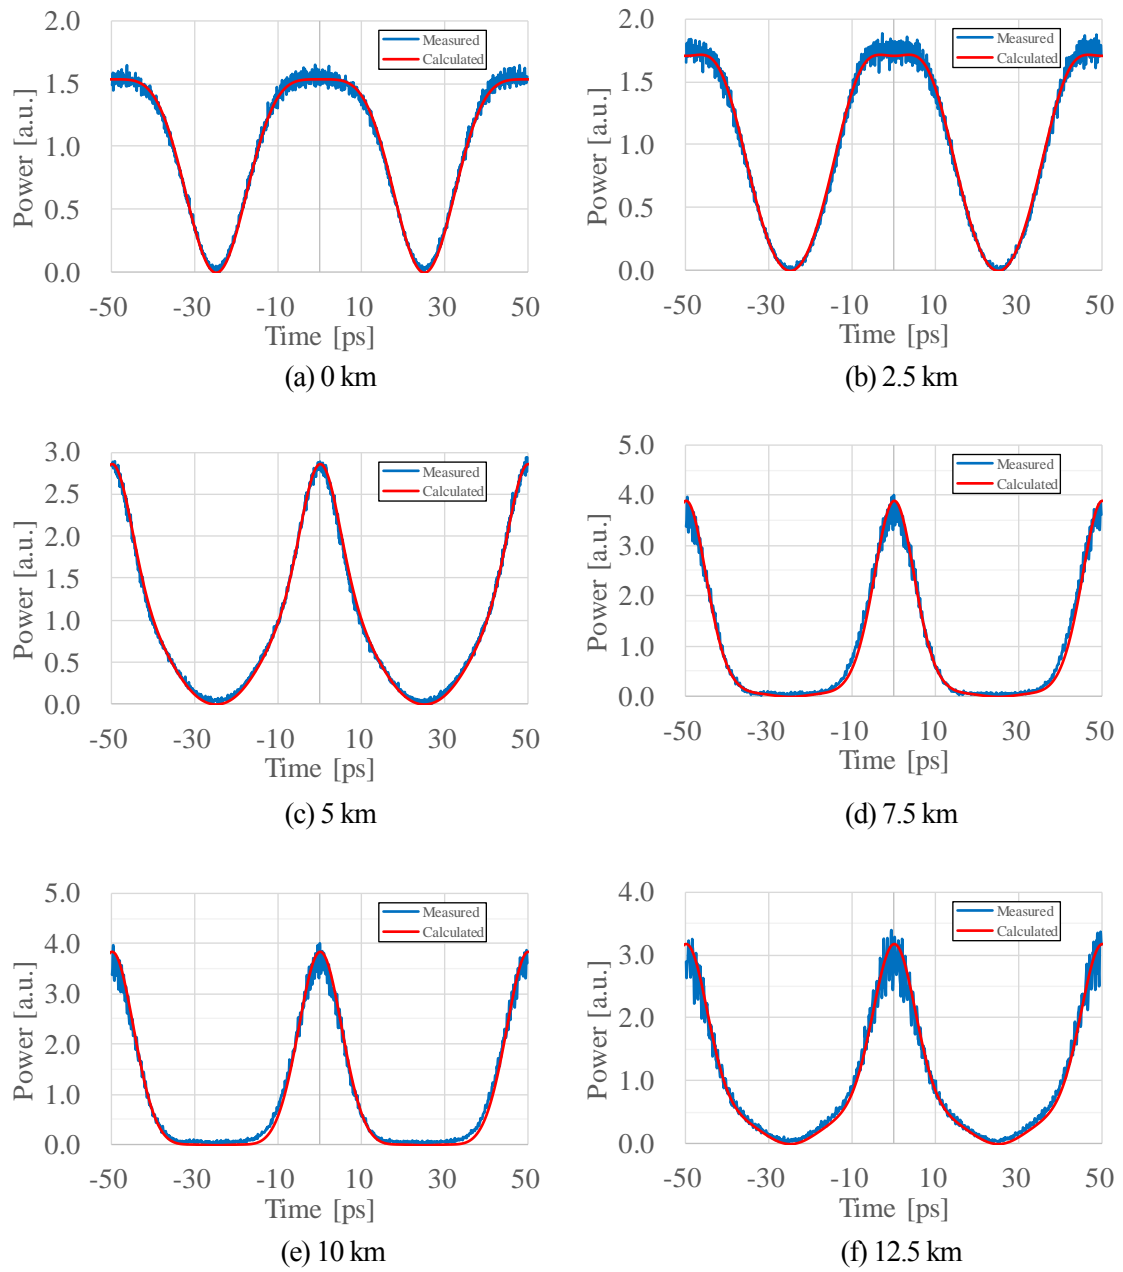 2.0
1.5
1.0
0.5
0.0
Power [a.u.]
Measured
Calculated
-50 -30 -10 10 30 50
Time [ps]
(a) 0 km
2.0
1.5
1.0
0.5
0.0
Power [a.u.]
Measured
Calculated
-50 -30 -10 10 30 50
Time [ps]
(b) 2.5 km
3.0
2.5
2.0
1.5
1.0
0.5
0.0
Power [a.u.]
Measured
Calculated
-50 -30 -10 10 30 50
Time [ps]
(c) 5 km
5.0
4.0
3.0
2.0
1.0
0.0
Power [a.u.]
Measured
Calculated
-50 -30 -10 10 30 50
Time [ps]
(d) 7.5 km
5.0
4.0
3.0
2.0
1.0
0.0
Power [a.u.]
Measured
Calculated
-50 -30 -10 10 30 50
Time [ps]
(e) 10 km
4.0
3.0
2.0
1.0
0.0
Power [a.u.]
Measured
Calculated
-50 -30 -10 10 30 50
Time [ps]
(f) 12.5 km